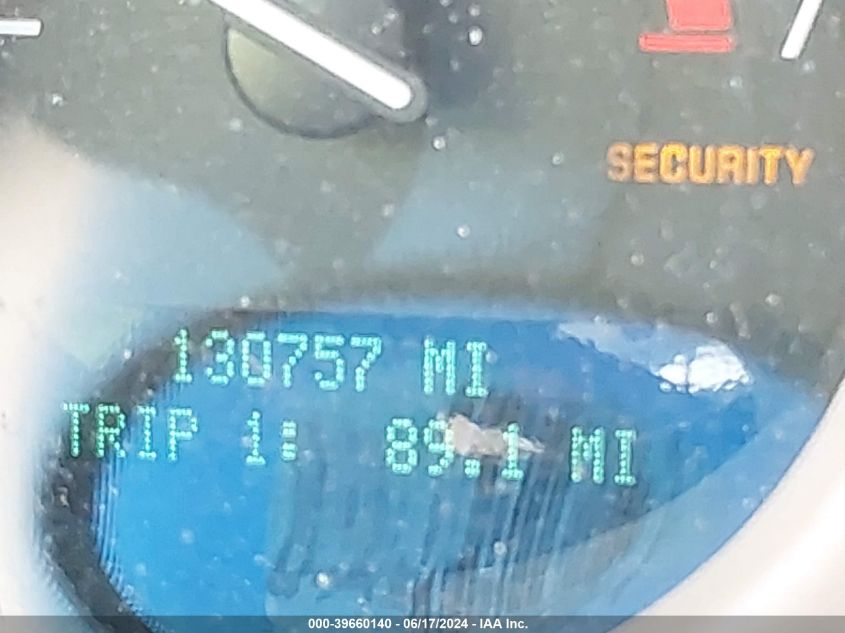 SECURITY
130757 MI
TRIP 1: 89.1 MI
000-39660140 - 06/17/2024 - IAA Inc.